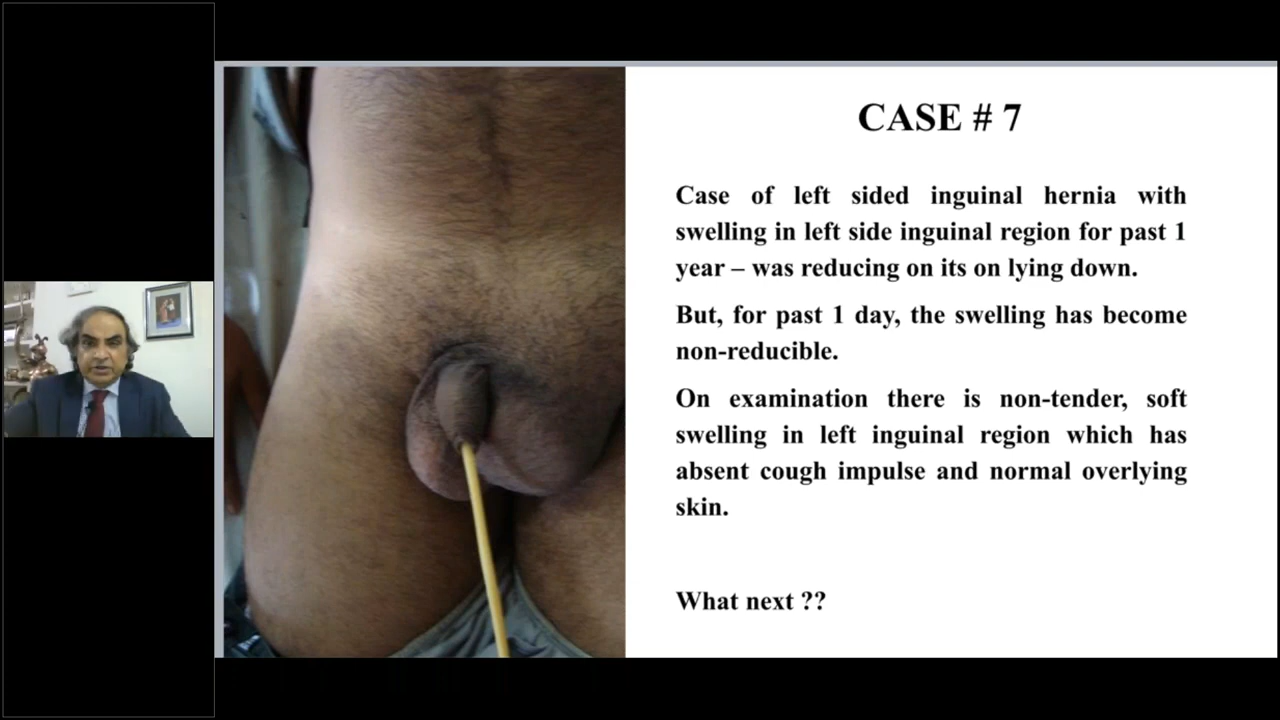 CASE # 7
Case of left sided inguinal hernia with
swelling in left side inguinal region for past 1
year – was reducing on its on lying down.
But, for past 1 day, the swelling has become
non-reducible.
On examination there is non-tender, soft
swelling in left inguinal region which has
absent cough impulse and normal overlying
skin.
What next ??